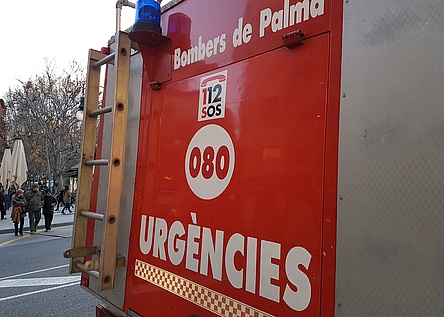 Bombers de Palma
112
SOS
080
URGÈNCIES